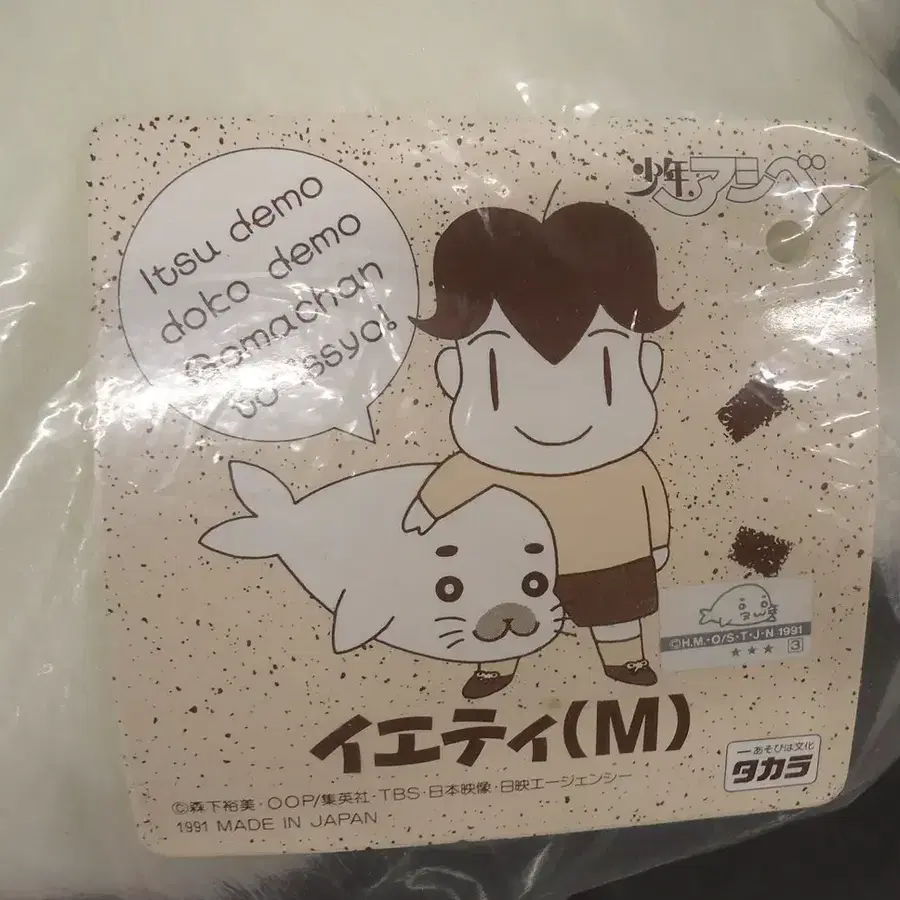 少年アシベ
Itsu demo
doko demo
Gomachan
to issyo!
©H.M.・O/S・T・J・N 1991
★★★ 3
イエティ(M)
―あそびは文化
タカラ
©森下裕美・OOP/集英社・TBS・日本映像・日映エージェンシー
1991 MADE IN JAPAN